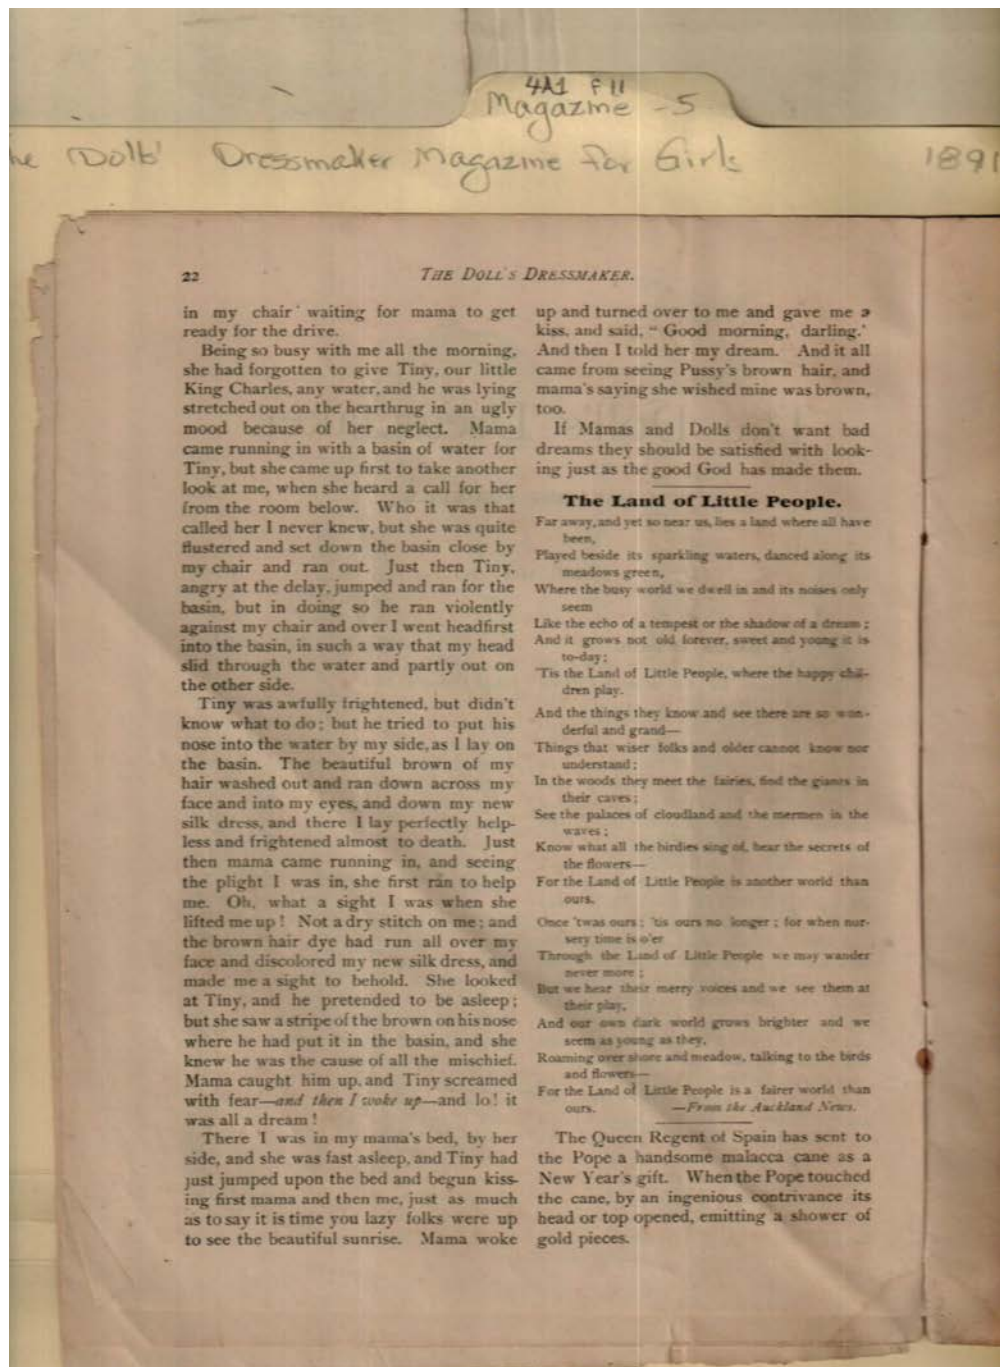 4A1 F11
Magazine - 5
he Dolls' Dressmaker Magazine for Girls 1891
22
THE DOLL'S DRESSMAKER.
in my chair waiting for mama to get
ready for the drive.
Being so busy with me all the morning,
she had forgotten to give Tiny, our little
King Charles, any water, and he was lying
stretched out on the hearthrug in an ugly
mood because of her neglect. Mama
came running in with a basin of water for
Tiny, but she came up first to take another
look at me, when she heard a call for her
from the room below. Who it was that
called her I never knew, but she was quite
flustered and set down the basin close by
my chair and ran out. Just then Tiny,
angry at the delay, jumped and ran for the
basin, but in doing so he ran violently
against my chair and over I went headfirst
into the basin, in such a way that my head
slid through the water and partly out on
the other side.
Tiny was awfully frightened, but didn't
know what to do; but he tried to put his
nose into the water by my side, as I lay on
the basin. The beautiful brown of my
hair washed out and ran down across my
face and into my eyes, and down my new
silk dress, and there I lay perfectly help-
less and frightened almost to death. Just
then mama came running in, and seeing
the plight I was in, she first ran to help
me. Oh, what a sight I was when she
lifted me up! Not a dry stitch on me; and
the brown hair dye had run all over my
face and discolored my new silk dress, and
made me a sight to behold. She looked
at Tiny, and he pretended to be asleep;
but she saw a stripe of the brown on his nose
where he had put it in the basin, and she
knew he was the cause of all the mischief.
Mama caught him up, and Tiny screamed
with fear—and then I woke up—and lo! it
was all a dream!
There I was in my mama's bed, by her
side, and she was fast asleep, and Tiny had
just jumped upon the bed and begun kiss-
ing first mama and then me, just as much
as to say it is time you lazy folks were up
to see the beautiful sunrise. Mama woke
up and turned over to me and gave me a
kiss, and said, "Good morning, darling.'
And then I told her my dream. And it all
came from seeing Pussy's brown hair, and
mama's saying she wished mine was brown,
too.
If Mamas and Dolls don't want bad
dreams they should be satisfied with look-
ing just as the good God has made them.
The Land of Little People.
Far away, and yet so near us, lies a land where all have
been,
Played beside its sparkling waters, danced along its
meadows green,
Where the busy world we dwell in and its noises only
seem
Like the echo of a tempest or the shadow of a dream;
And it grows not old forever, sweet and young it is
to-day;
'Tis the Land of Little People, where the happy chil-
dren play.
And the things they know and see there are so won-
derful and grand—
Things that wiser folks and older cannot know nor
understand;
In the woods they meet the fairies, find the giants in
their caves;
See the palaces of cloudland and the mermen in the
waves;
Know what all the birdies sing of, hear the secrets of
the flowers—
For the Land of Little People is another world than
ours.
Once 'twas ours; 'tis ours no longer; for when nur-
sery time is o'er
Through the Land of Little People we may wander
never more;
But we hear their merry voices and we see them at
their play,
And our own dark world grows brighter and we
seem as young as they,
Roaming over shore and meadow, talking to the birds
and flowers—
For the Land of Little People is a fairer world than
ours. —From the Auckland News.
The Queen Regent of Spain has sent to
the Pope a handsome malacca cane as a
New Year's gift. When the Pope touched
the cane, by an ingenious contrivance its
head or top opened, emitting a shower of
gold pieces.